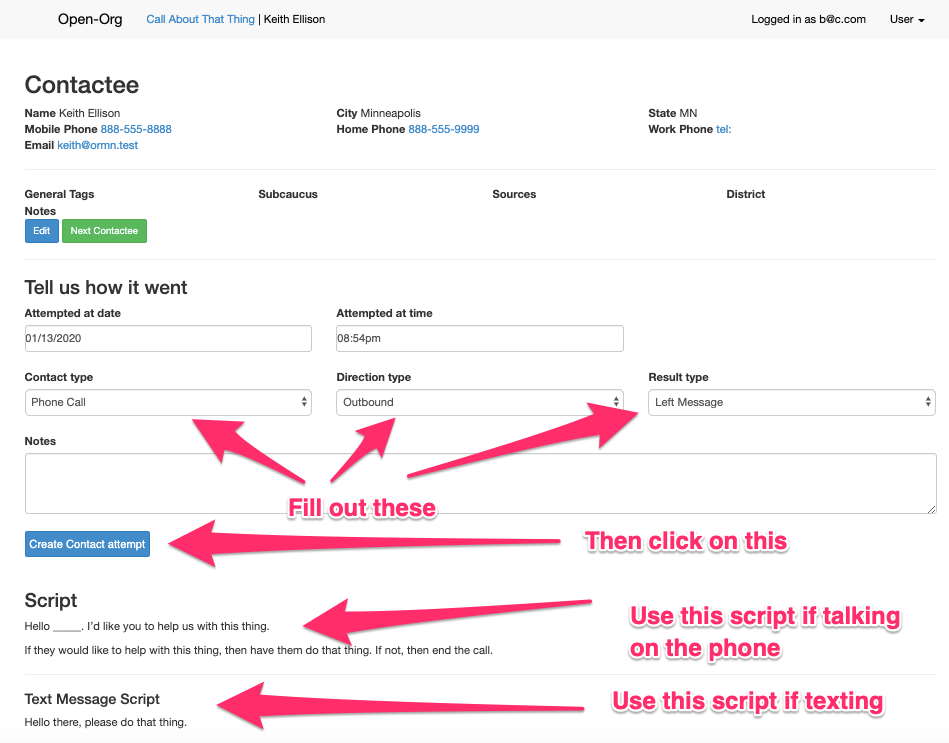 Open-Org Call About That Thing | Keith Ellison Logged in as b@c.com User
Contactee
Name Keith Ellison City Minneapolis State MN
Mobile Phone 888-555-8888 Home Phone 888-555-9999 Work Phone tel:
Email keith@ormn.test
General Tags Subcaucus Sources District
Notes
Edit Next Contactee
Tell us how it went
Attempted at date Attempted at time
01/13/2020 08:54pm
Contact type Direction type Result type
Phone Call Outbound Left Message
Notes
Fill out these
Create Contact attempt Then click on this
Script
Hello _____. I'd like you to help us with this thing.
If they would like to help with this thing, then have them do that thing. If not, then end the call.
Use this script if talking
on the phone
Text Message Script Use this script if texting
Hello there, please do that thing.